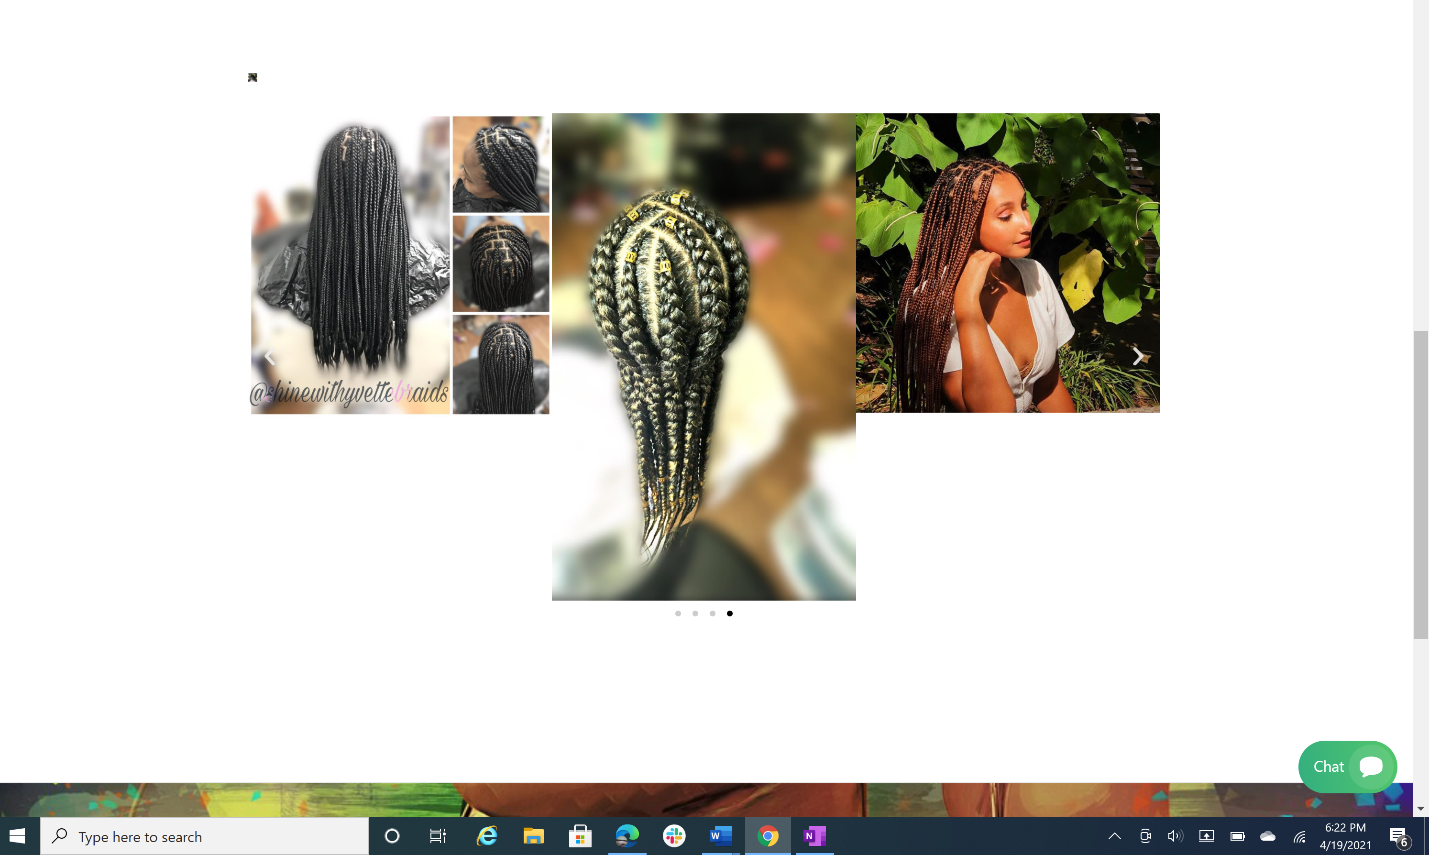 @shinewithyvettebraids
Chat
Type here to search
6:22 PM
4/19/2021
6